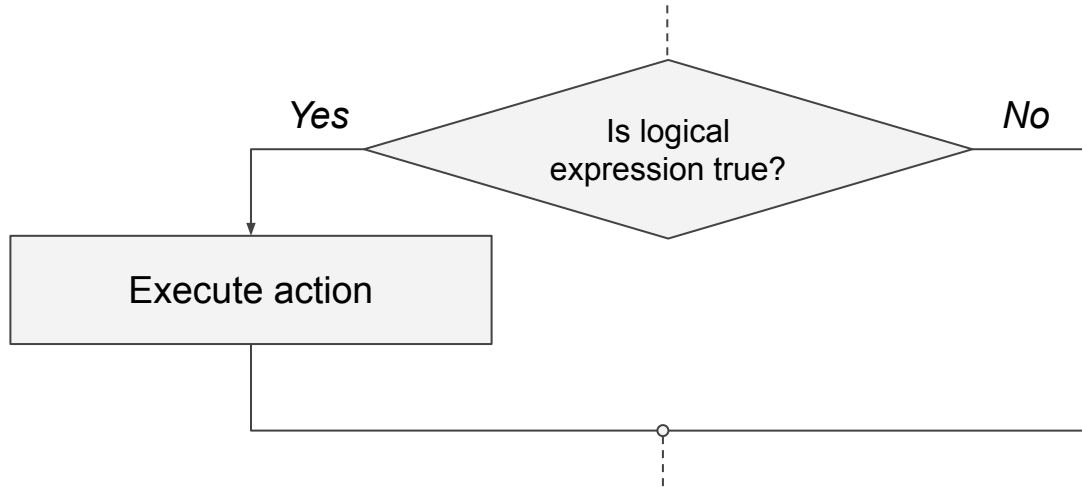 Yes
Is logical
expression true?
No
Execute action